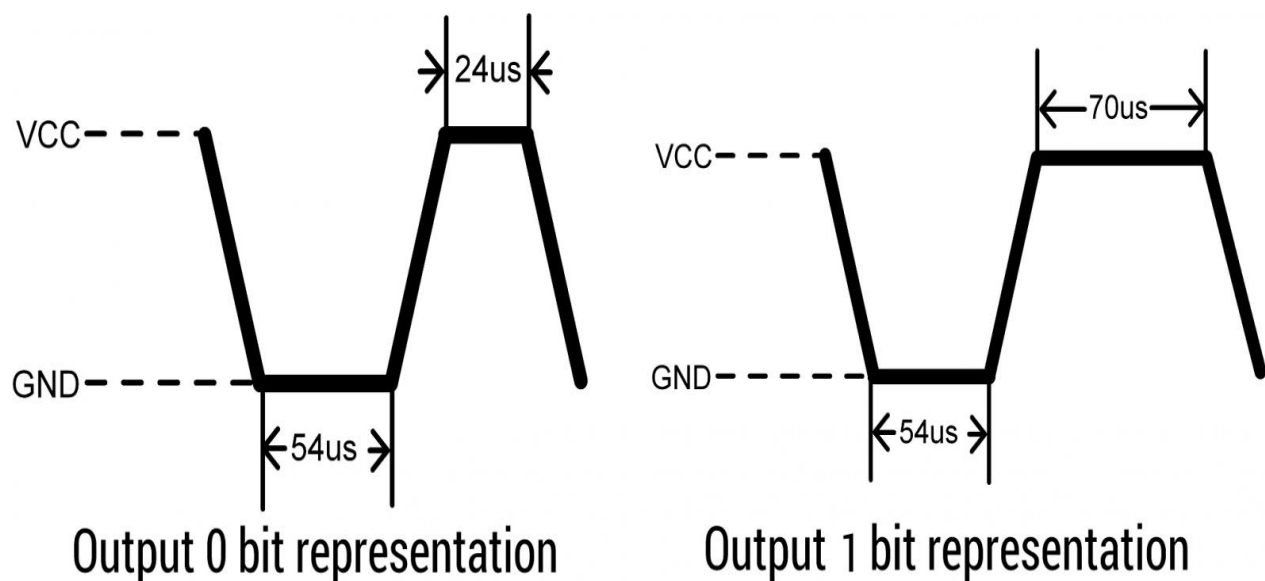 24us
VCC
GND
54us
Output 0 bit representation
70us
VCC
GND
54us
Output 1 bit representation